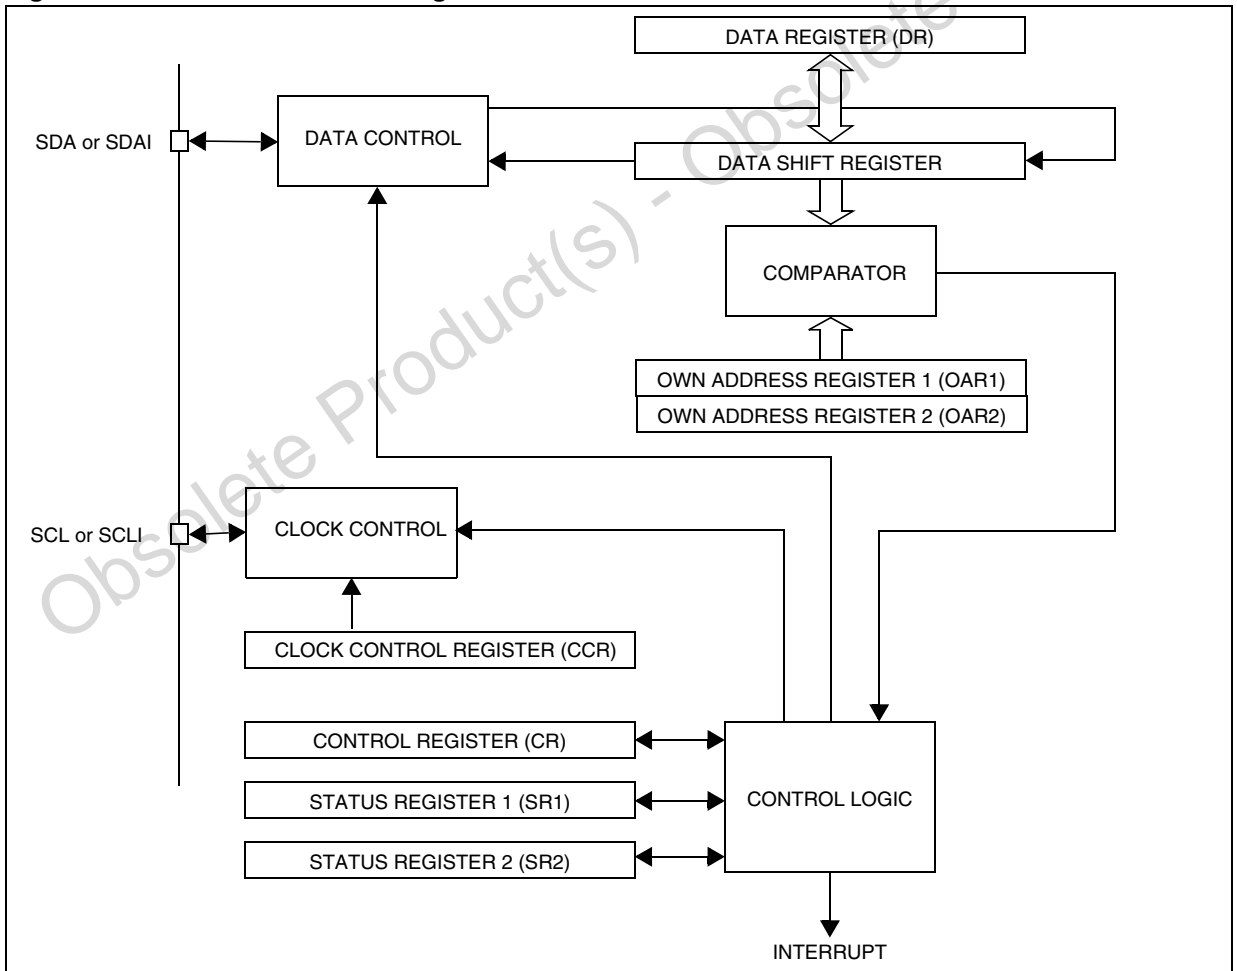 DATA REGISTER (DR)
SDA or SDAI
DATA CONTROL
DATA SHIFT REGISTER
COMPARATOR
OWN ADDRESS REGISTER 1 (OAR1)
OWN ADDRESS REGISTER 2 (OAR2)
SCL or SCLI
CLOCK CONTROL
CLOCK CONTROL REGISTER (CCR)
CONTROL REGISTER (CR)
STATUS REGISTER 1 (SR1)
CONTROL LOGIC
STATUS REGISTER 2 (SR2)
INTERRUPT
Obsolete Product(s) - Obsolete